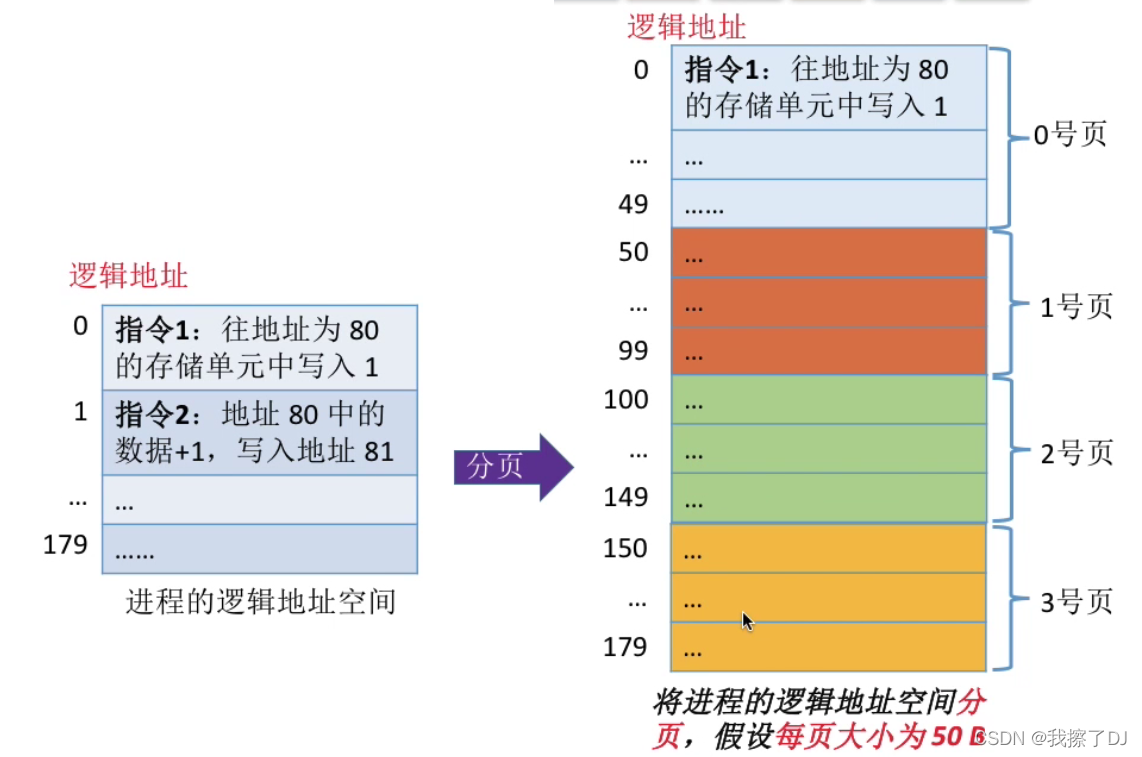 逻辑地址
0
指令1：往地址为 80
的存储单元中写入 1
1
指令2：地址 80 中的
数据+1，写入地址 81
...
...
179
......
进程的逻辑地址空间
分页
逻辑地址
0
指令1：往地址为 80
的存储单元中写入 1
...
...
49
......
0号页
50
...
...
...
99
...
1号页
100
...
...
...
149
...
2号页
150
...
...
...
179
...
3号页
将进程的逻辑地址空间分
页，假设每页大小为 50 B
CSDN @我擦了DJ